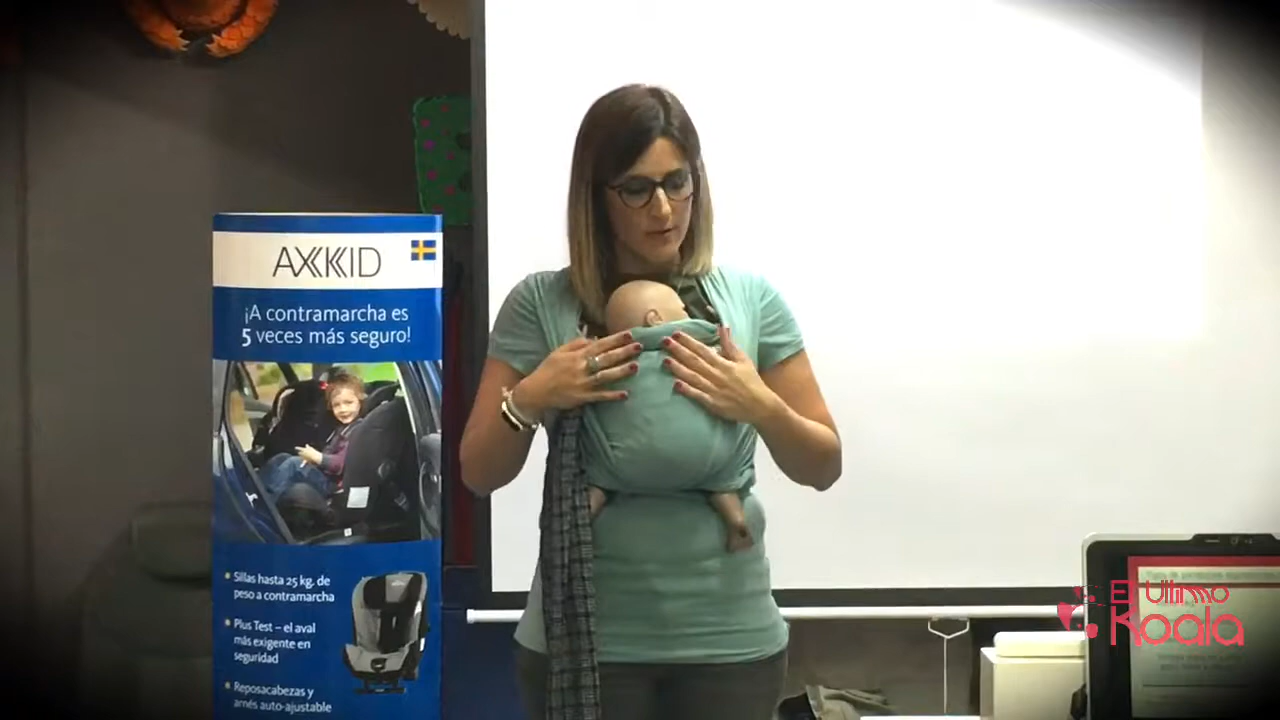 AXKID
¡A contramarcha es
5 veces más seguro!
Sillas hasta 25 kg. de
peso a contramarcha
Plus Test – el aval
más exigente en
seguridad
Reposacabezas y
arnés auto-ajustable
El Último
Koala